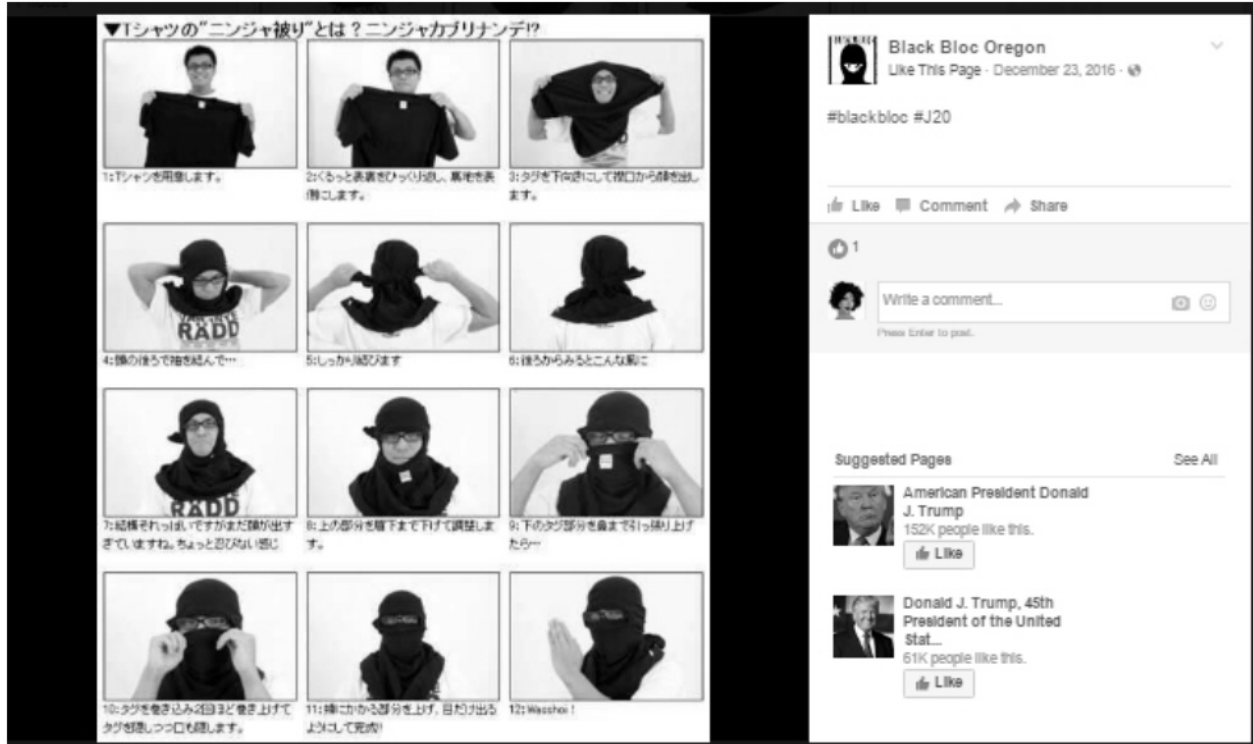 ▼Tシャツの"ニンジャ被り"とは？ニンジャカブリナンデ!?
1:Tシャツを用意します。
2:くるっと表裏をひっくり返し、裏地を表
側にします。
3:タグを下向きにして襟口から顔を出し
ます。
4:頭の後ろで袖を結んで…
5:しっかり結びます
6:後ろからみるとこんな風に
7:結構それっぽいですがまだ顔が出す
ぎていますね。ちょっと忍びない感じ
8:上の部分を眉下まで下げて調整しま
す。
9:下のタグ部分を鼻まで引っ張り上げ
たら…
10:タグを巻き込み2回ほど巻き上げて
タグを隠しつつ口も隠します。
11:鼻にかかる部分を上げ、目だけ出る
ようにして完成!!
12:Wasshoi！
RADD
RADD
Black Bloc Oregon
Like This Page · December 23, 2016 ·
#blackbloc #J20
Like Comment Share
1
Write a comment...
Press Enter to post.
Suggested Pages See All
American President Donald
J. Trump
152K people like this.
Like
Donald J. Trump, 45th
President of the United
Stat...
61K people like this.
Like